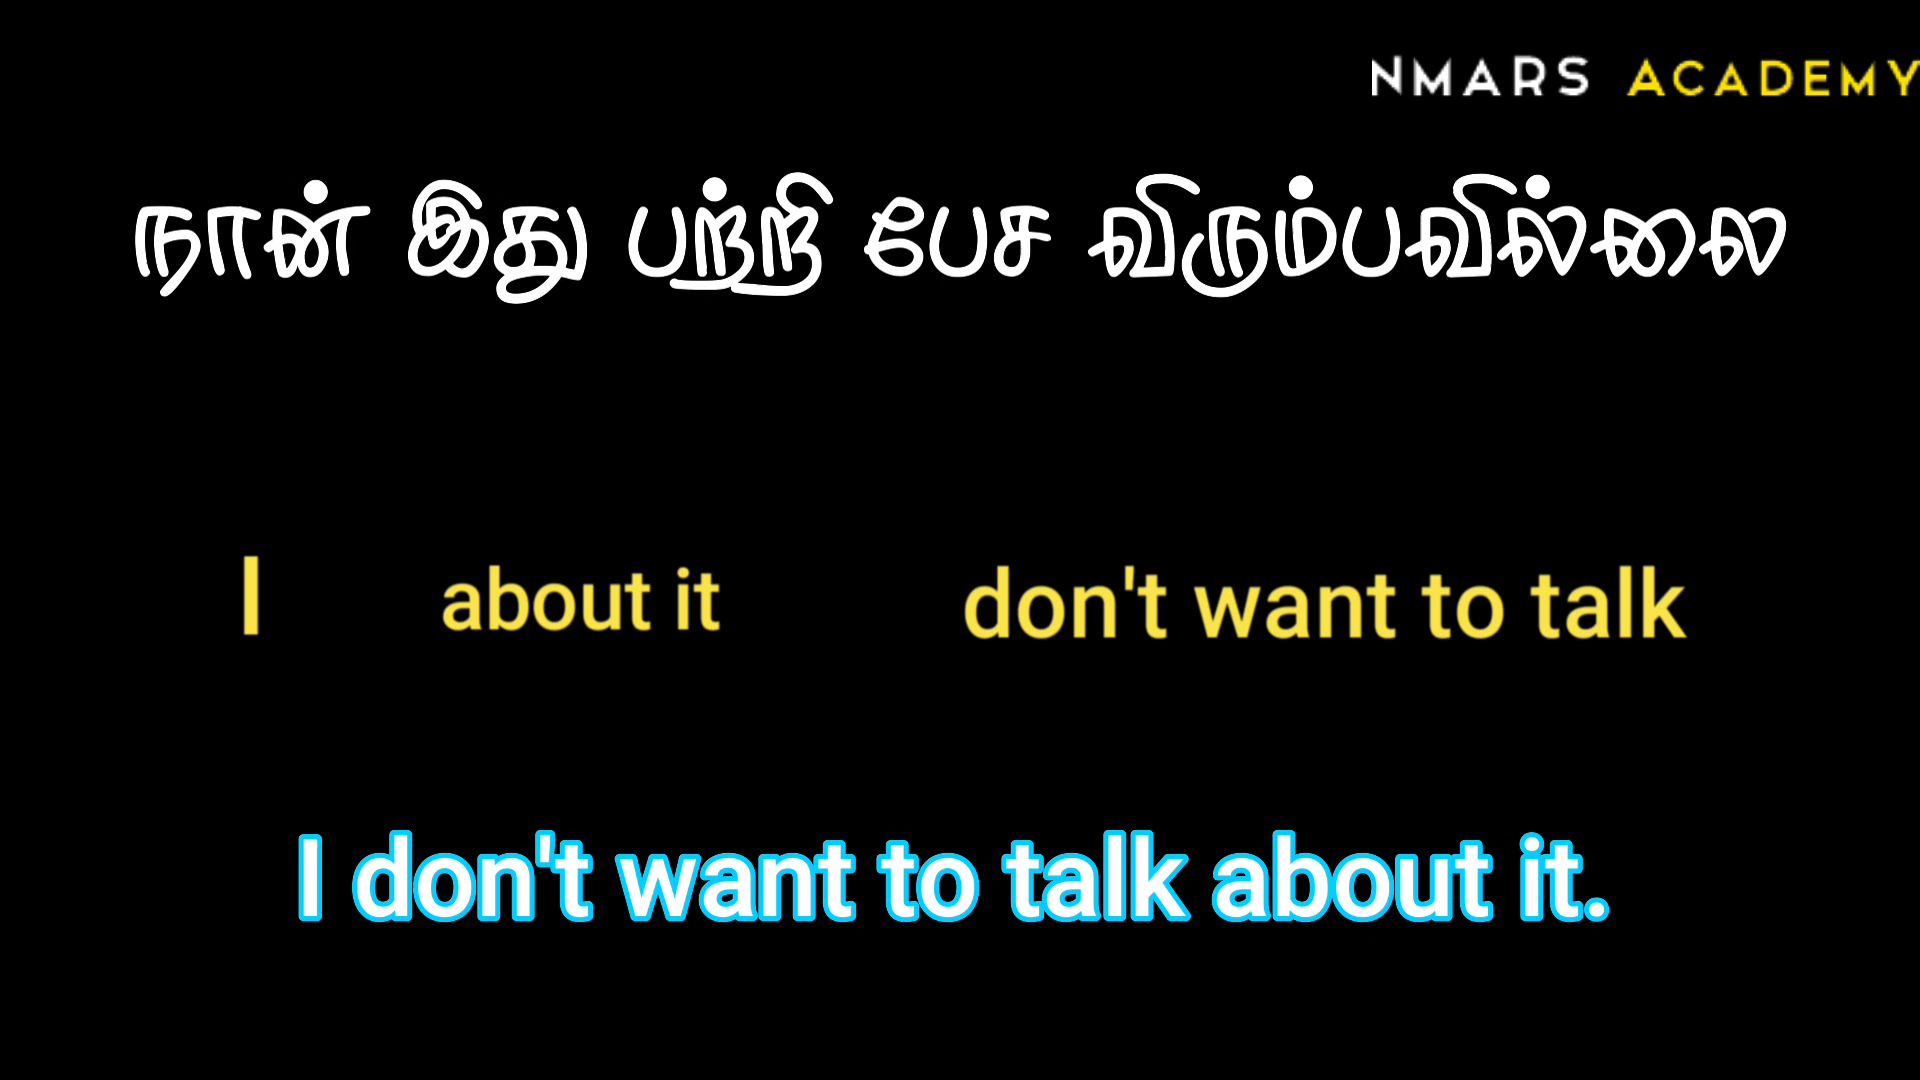 NMARS ACADEMY
நான் இது பற்றி பேச விரும்பவில்லை
I about it don't want to talk
I don't want to talk about it.